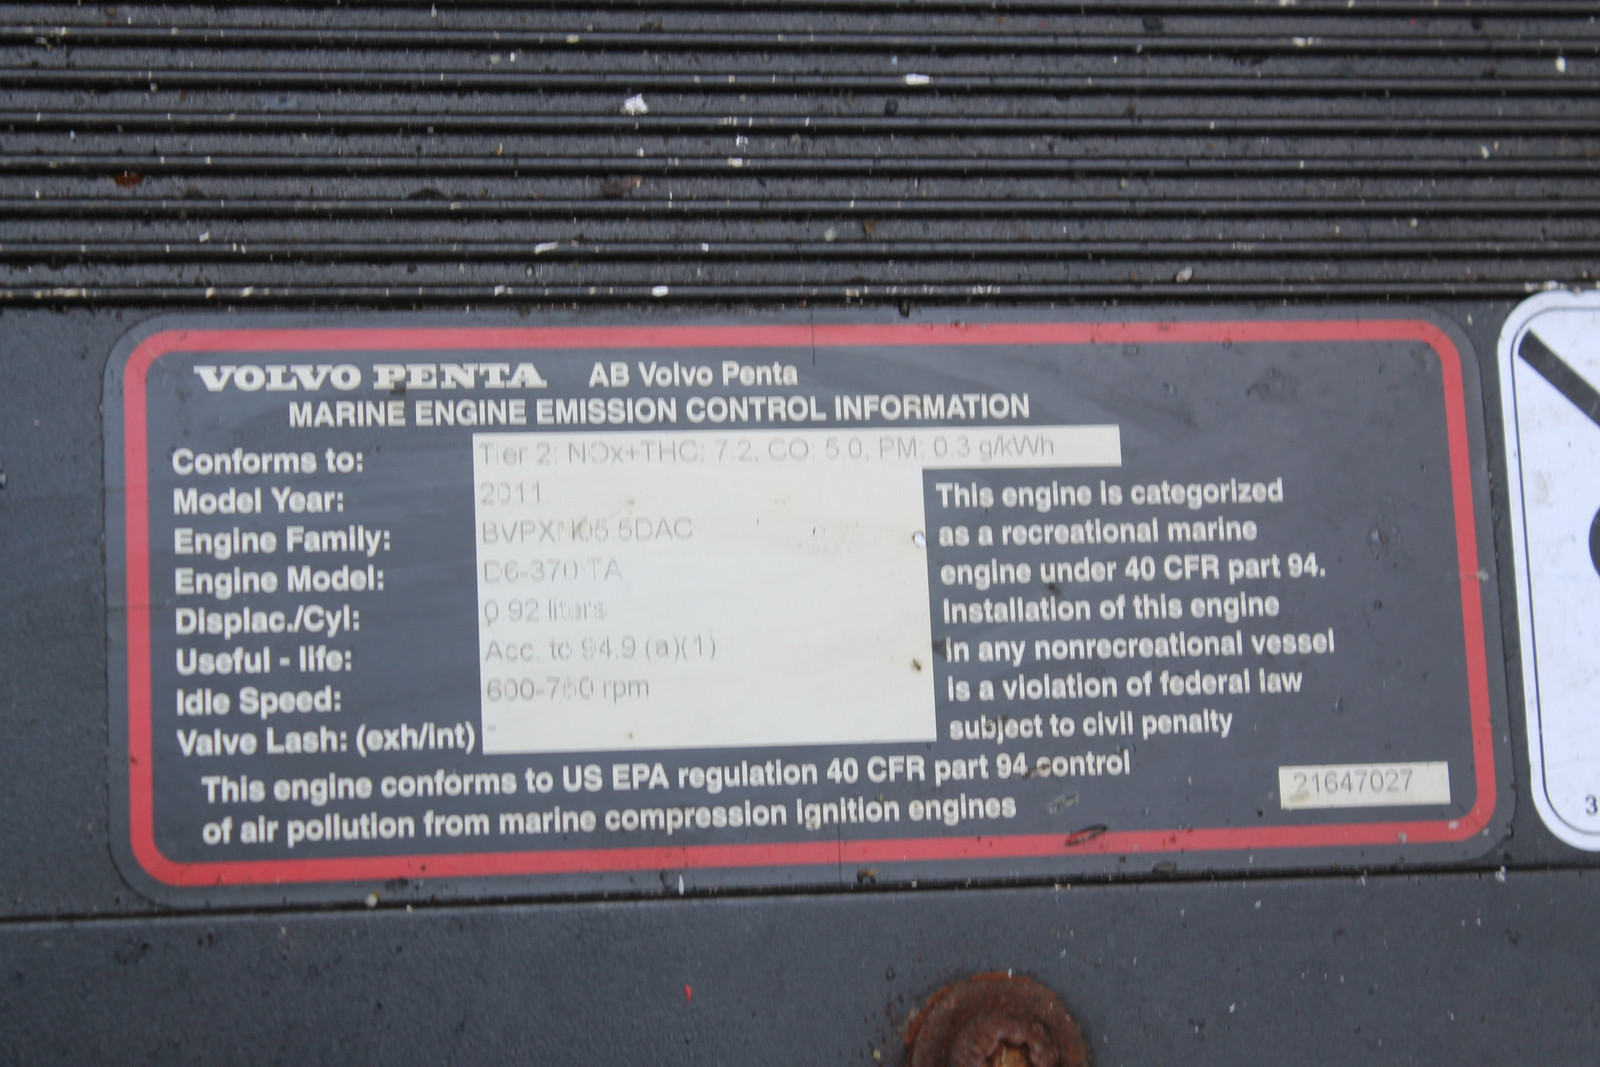 VOLVO PENTA AB Volvo Penta
MARINE ENGINE EMISSION CONTROL INFORMATION
Conforms to: Tier 2: NOx+THC: 7.2, CO: 5.0, PM: 0.3 g/kWh
Model Year: 2011
Engine Family:
Engine Model: D6-370 TA
Displac./Cyl: 0.92 liters
Useful - life: Acc. to 94.9 (a)(1)
Idle Speed: 600-700 rpm
Valve Lash: (exh/int) -
This engine is categorized
as a recreational marine
engine under 40 CFR part 94.
Installation of this engine
in any nonrecreational vessel
is a violation of federal law
subject to civil penalty
This engine conforms to US EPA regulation 40 CFR part 94 control
of air pollution from marine compression ignition engines
21647027
3